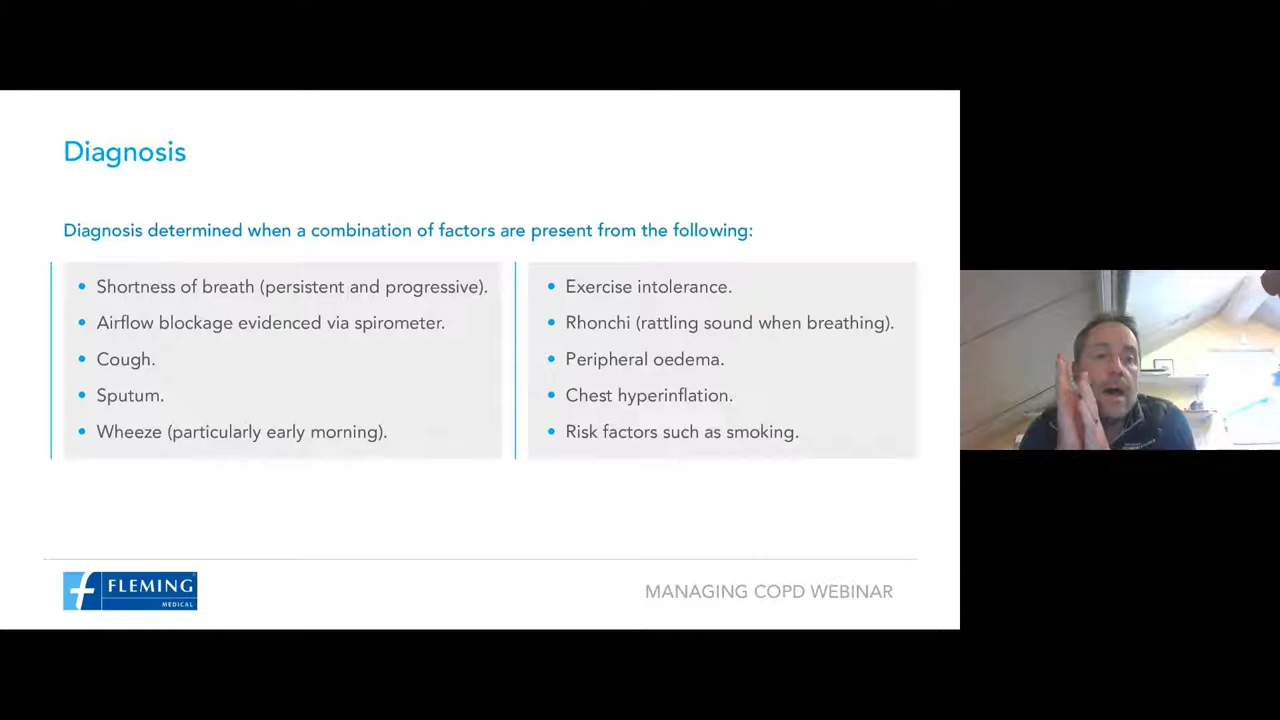 Diagnosis
Diagnosis determined when a combination of factors are present from the following:
• Shortness of breath (persistent and progressive).
• Airflow blockage evidenced via spirometer.
• Cough.
• Sputum.
• Wheeze (particularly early morning).
• Exercise intolerance.
• Rhonchi (rattling sound when breathing).
• Peripheral oedema.
• Chest hyperinflation.
• Risk factors such as smoking.
FLEMING
MEDICAL
MANAGING COPD WEBINAR